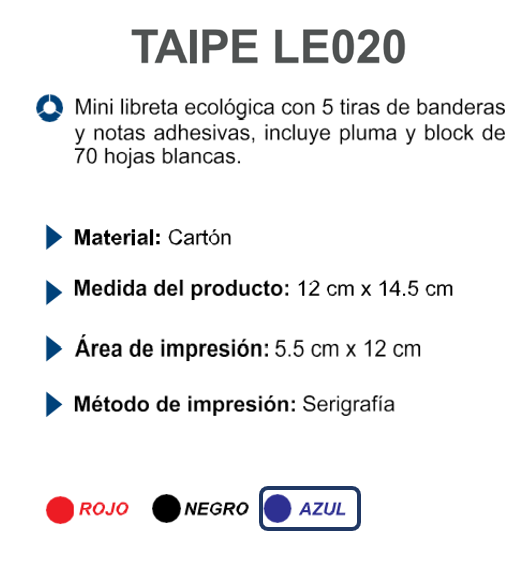 TAIPE LE020
Mini libreta ecológica con 5 tiras de banderas
y notas adhesivas, incluye pluma y block de
70 hojas blancas.
Material: Cartón
Medida del producto: 12 cm x 14.5 cm
Área de impresión: 5.5 cm x 12 cm
Método de impresión: Serigrafía
ROJO NEGRO AZUL